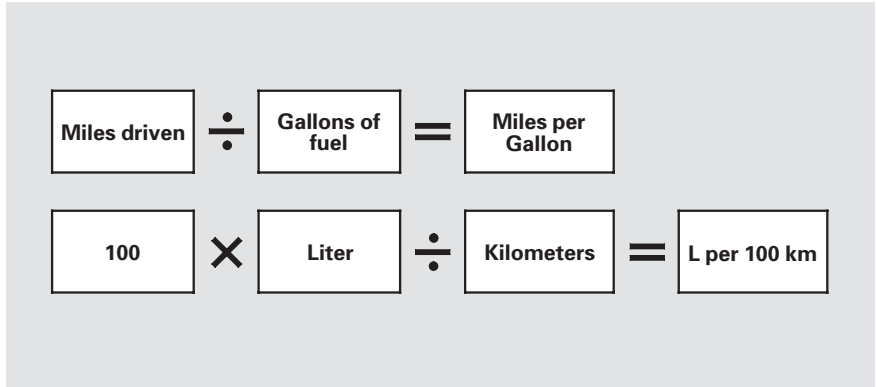 Miles driven ÷ Gallons of fuel = Miles per Gallon
100 × Liter ÷ Kilometers = L per 100 km